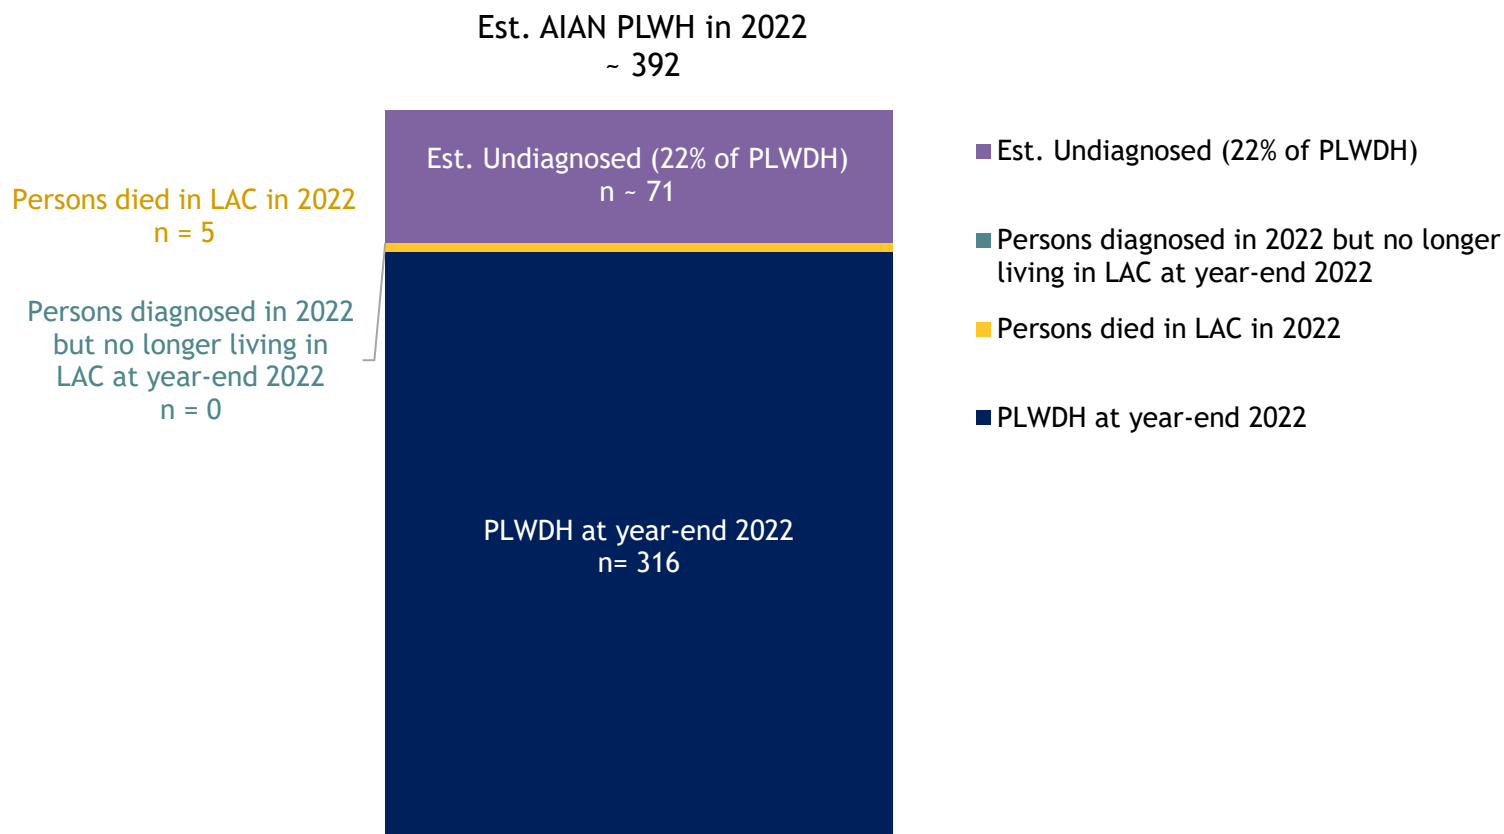 Est. AIAN PLWH in 2022
~ 392
Est. Undiagnosed (22% of PLWDH)
n ~ 71
Persons died in LAC in 2022
n = 5
Persons diagnosed in 2022
but no longer living in
LAC at year-end 2022
n = 0
PLWDH at year-end 2022
n= 316
Est. Undiagnosed (22% of PLWDH)
Persons diagnosed in 2022 but no longer
living in LAC at year-end 2022
Persons died in LAC in 2022
PLWDH at year-end 2022